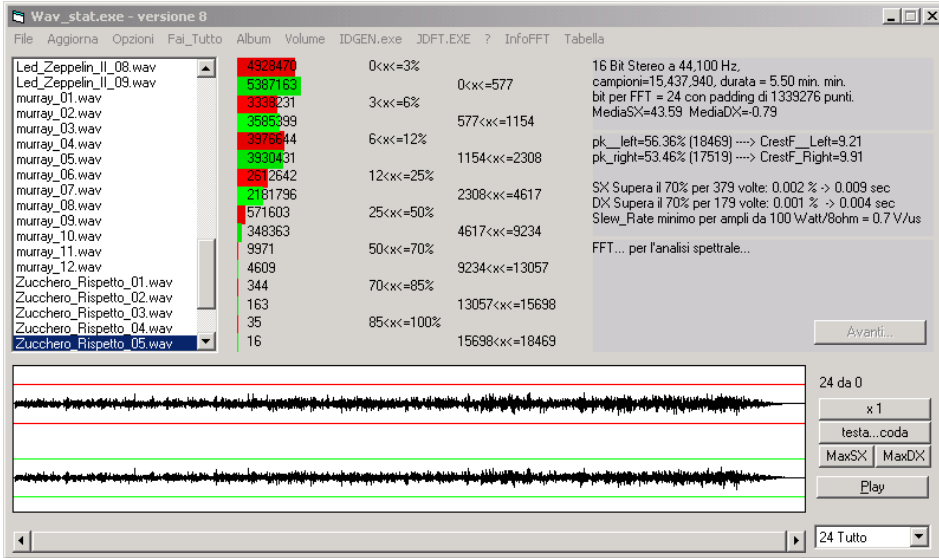 Wav_stat.exe - versione 8
File Aggiorna Opzioni Fai_Tutto Album Volume IDGEN.exe JDFT.EXE ? InfoFFT Tabella
Led_Zeppelin_II_08.wav
Led_Zeppelin_II_09.wav
murray_01.wav
murray_02.wav
murray_03.wav
murray_04.wav
murray_05.wav
murray_06.wav
murray_07.wav
murray_08.wav
murray_09.wav
murray_10.wav
murray_11.wav
murray_12.wav
Zucchero_Rispetto_01.wav
Zucchero_Rispetto_02.wav
Zucchero_Rispetto_03.wav
Zucchero_Rispetto_04.wav
Zucchero_Rispetto_05.wav
4928470 0<x<=3%
5387163 0<x<=577
3338231 3<x<=6%
3585399 577<x<=1154
3976644 6<x<=12%
3930431 1154<x<=2308
2612642 12<x<=25%
2181796 2308<x<=4617
571603 25<x<=50%
348363 4617<x<=9234
9971 50<x<=70%
4609 9234<x<=13057
344 70<x<=85%
163 13057<x<=15698
35 85<x<=100%
16 15698<x<=18469
16 Bit Stereo a 44,100 Hz,
campioni=15,437,940, durata = 5.50 min. min.
bit per FFT = 24 con padding di 1339276 punti.
MediaSX=43.59 MediaDX=-0.79
pk__left=56.36% (18469) ----> CrestF__Left=9.21
pk_right=53.46% (17519) ----> CrestF_Right=9.91
SX Supera il 70% per 379 volte: 0.002 % -> 0.009 sec
DX Supera il 70% per 179 volte: 0.001 % -> 0.004 sec
Slew_Rate minimo per ampli da 100 Watt/8ohm = 0.7 V/us
FFT... per l'analisi spettrale...
Avanti...
24 da 0
x 1
testa...coda
MaxSX MaxDX
Play
24 Tutto